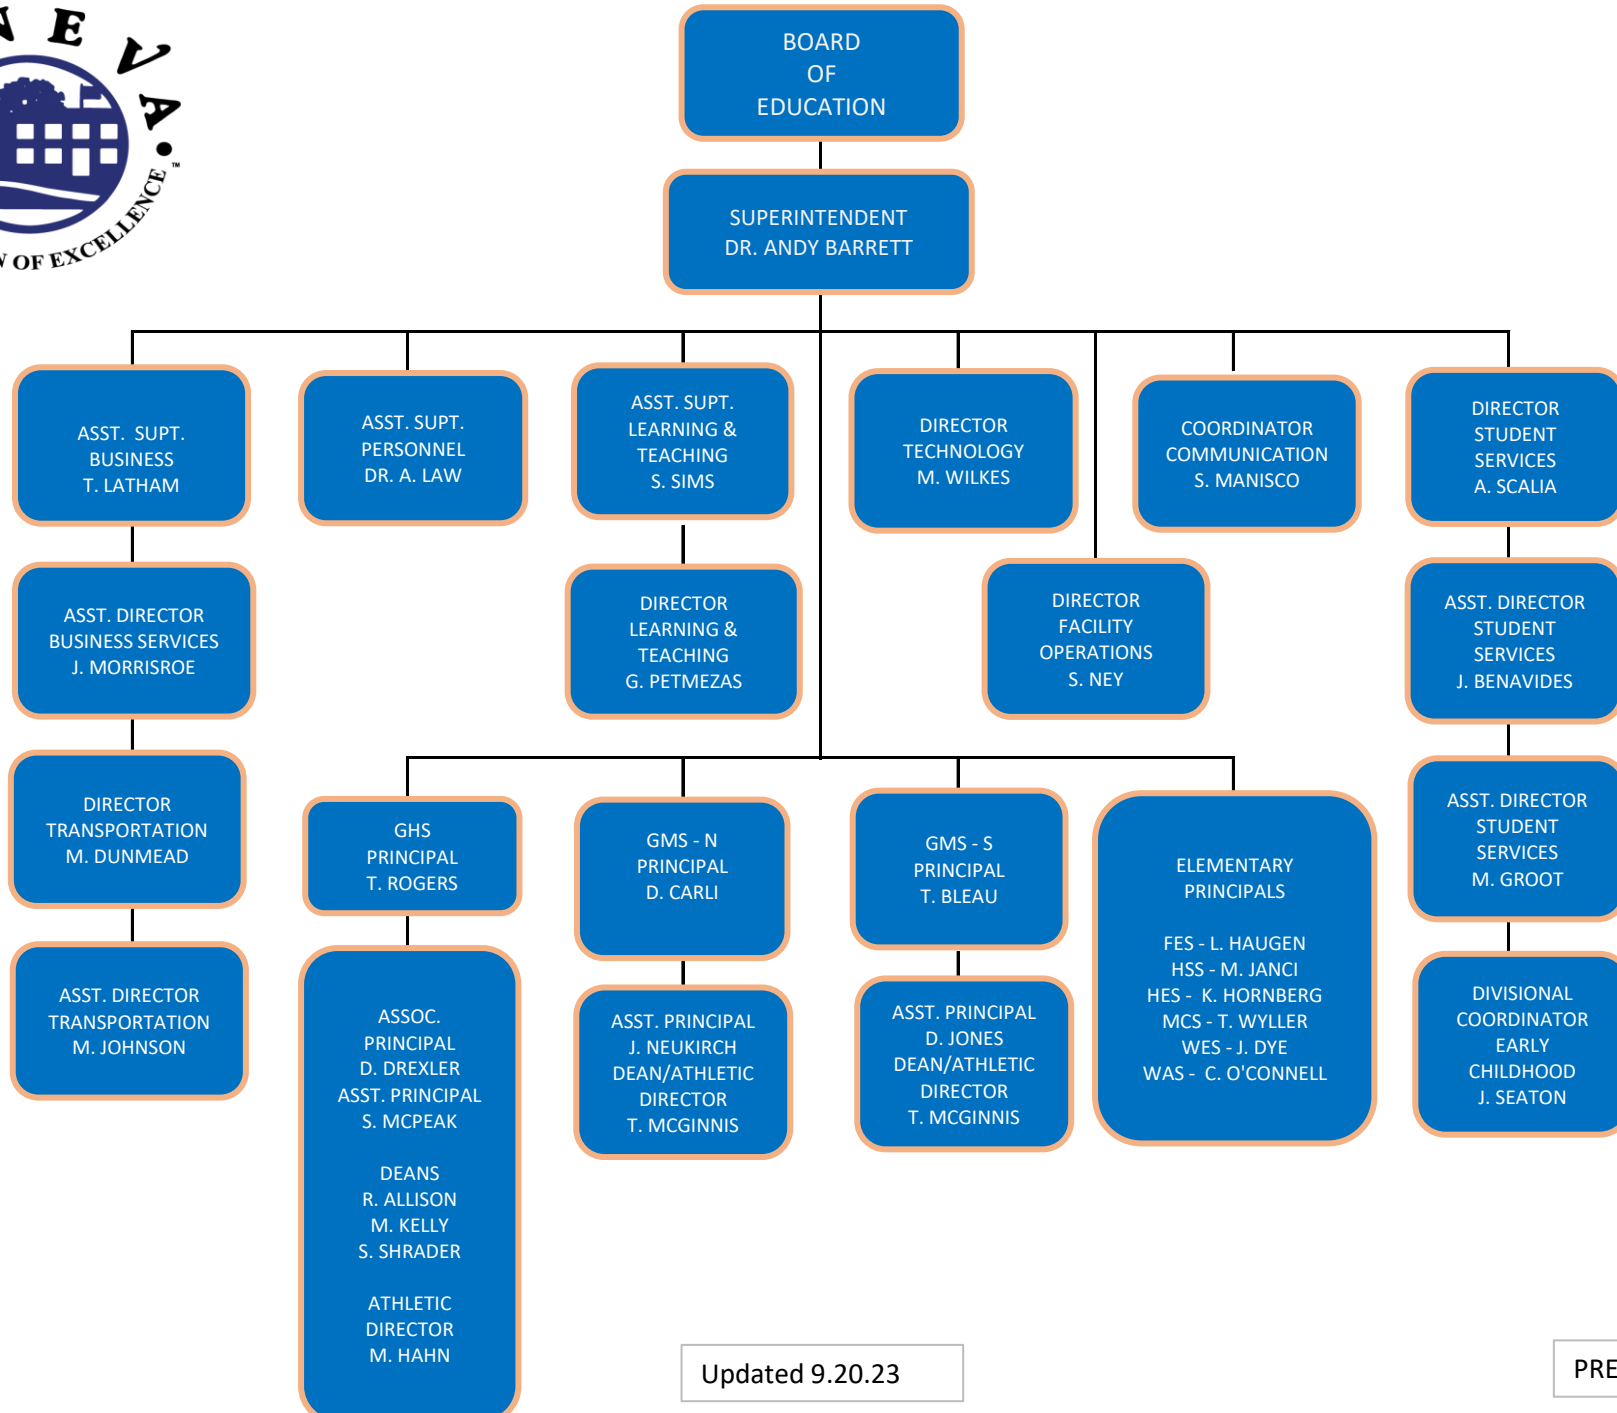 NEVA
OF EXCELLENCE
™
BOARD
OF
EDUCATION
SUPERINTENDENT
DR. ANDY BARRETT
ASST. SUPT.
BUSINESS
T. LATHAM
ASST. SUPT.
PERSONNEL
DR. A. LAW
ASST. SUPT.
LEARNING &
TEACHING
S. SIMS
DIRECTOR
TECHNOLOGY
M. WILKES
COORDINATOR
COMMUNICATION
S. MANISCO
DIRECTOR
STUDENT
SERVICES
A. SCALIA
ASST. DIRECTOR
BUSINESS SERVICES
J. MORRISROE
DIRECTOR
LEARNING &
TEACHING
G. PETMEZAS
DIRECTOR
FACILITY
OPERATIONS
S. NEY
ASST. DIRECTOR
STUDENT
SERVICES
J. BENAVIDES
DIRECTOR
TRANSPORTATION
M. DUNMEAD
GHS
PRINCIPAL
T. ROGERS
GMS - N
PRINCIPAL
D. CARLI
GMS - S
PRINCIPAL
T. BLEAU
ELEMENTARY
PRINCIPALS
FES - L. HAUGEN
HSS - M. JANCI
HES - K. HORNBERG
MCS - T. WYLLER
WES - J. DYE
WAS - C. O'CONNELL
ASST. DIRECTOR
STUDENT
SERVICES
M. GROOT
ASST. DIRECTOR
TRANSPORTATION
M. JOHNSON
ASSOC.
PRINCIPAL
D. DREXLER
ASST. PRINCIPAL
S. MCPEAK
DEANS
R. ALLISON
M. KELLY
S. SHRADER
ATHLETIC
DIRECTOR
M. HAHN
ASST. PRINCIPAL
J. NEUKIRCH
DEAN/ATHLETIC
DIRECTOR
T. MCGINNIS
ASST. PRINCIPAL
D. JONES
DEAN/ATHLETIC
DIRECTOR
T. MCGINNIS
DIVISIONAL
COORDINATOR
EARLY
CHILDHOOD
J. SEATON
Updated 9.20.23
PRE